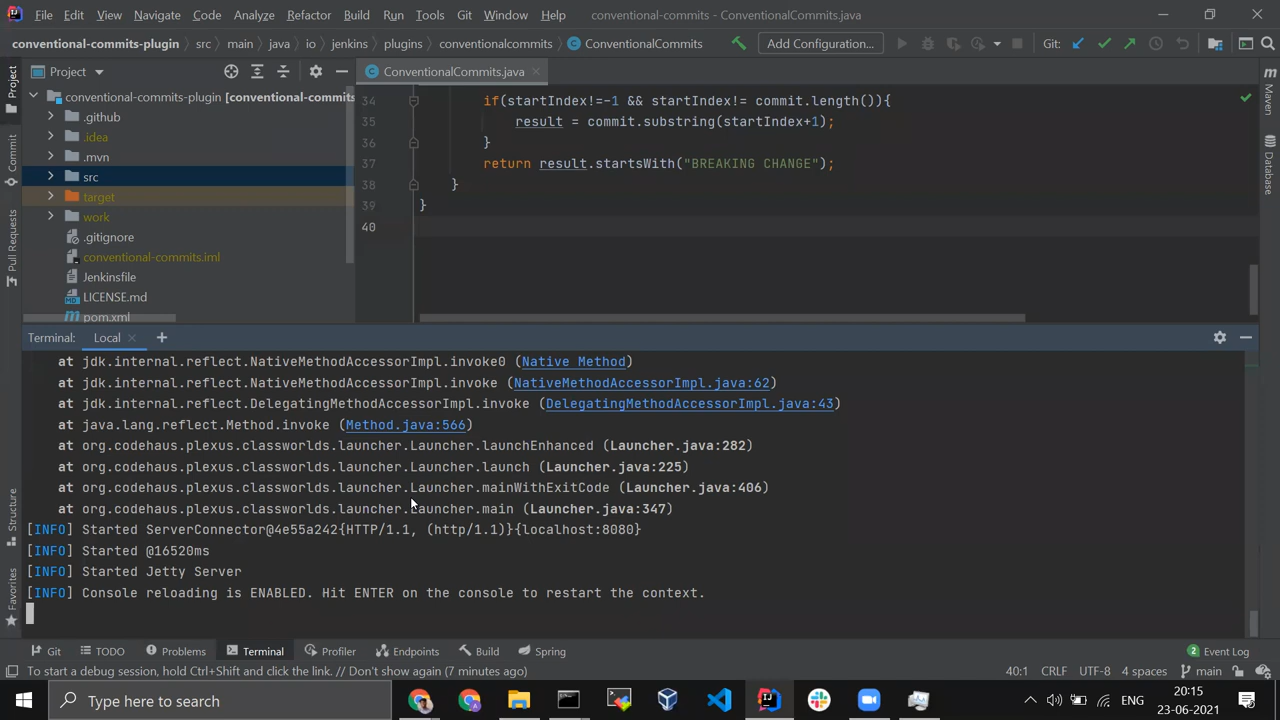 File Edit View Navigate Code Analyze Refactor Build Run Tools Git Window Help conventional-commits - ConventionalCommits.java
conventional-commits-plugin src main java io jenkins plugins conventionalcommits ConventionalCommits Add Configuration... Git:
Project
ConventionalCommits.java
conventional-commits-plugin [conventional-commits
.github
.idea
.mvn
src
target
work
.gitignore
conventional-commits.iml
Jenkinsfile
LICENSE.md
pom.xml
34 if(startIndex!=-1 && startIndex!= commit.length()){
35 result = commit.substring(startIndex+1);
36 }
37 return result.startsWith("BREAKING CHANGE");
38 }
39 }
40
Project
Commit
Pull Requests
Structure
Favorites
Maven
Database
Terminal: Local
at jdk.internal.reflect.NativeMethodAccessorImpl.invoke0 (Native Method)
at jdk.internal.reflect.NativeMethodAccessorImpl.invoke (NativeMethodAccessorImpl.java:62)
at jdk.internal.reflect.DelegatingMethodAccessorImpl.invoke (DelegatingMethodAccessorImpl.java:43)
at java.lang.reflect.Method.invoke (Method.java:566)
at org.codehaus.plexus.classworlds.launcher.Launcher.launchEnhanced (Launcher.java:282)
at org.codehaus.plexus.classworlds.launcher.Launcher.launch (Launcher.java:225)
at org.codehaus.plexus.classworlds.launcher.Launcher.mainWithExitCode (Launcher.java:406)
at org.codehaus.plexus.classworlds.launcher.Launcher.main (Launcher.java:347)
[INFO] Started ServerConnector@4e55a242{HTTP/1.1, (http/1.1)}{localhost:8080}
[INFO] Started @16520ms
[INFO] Started Jetty Server
[INFO] Console reloading is ENABLED. Hit ENTER on the console to restart the context.
Git TODO Problems Terminal Profiler Endpoints Build Spring 2 Event Log
To start a debug session, hold Ctrl+Shift and click the link. // Don't show again (7 minutes ago) 40:1 CRLF UTF-8 4 spaces main
Type here to search
ENG
20:15
23-06-2021